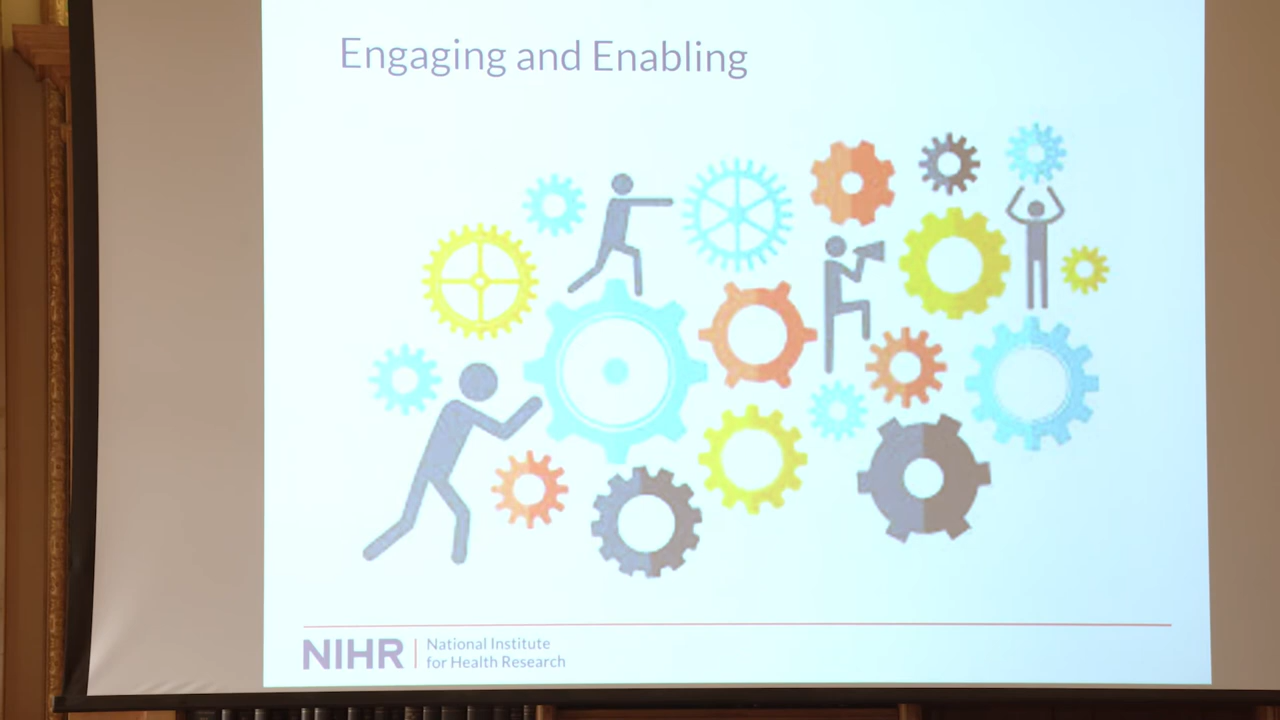 Engaging and Enabling
NIHR
National Institute
for Health Research